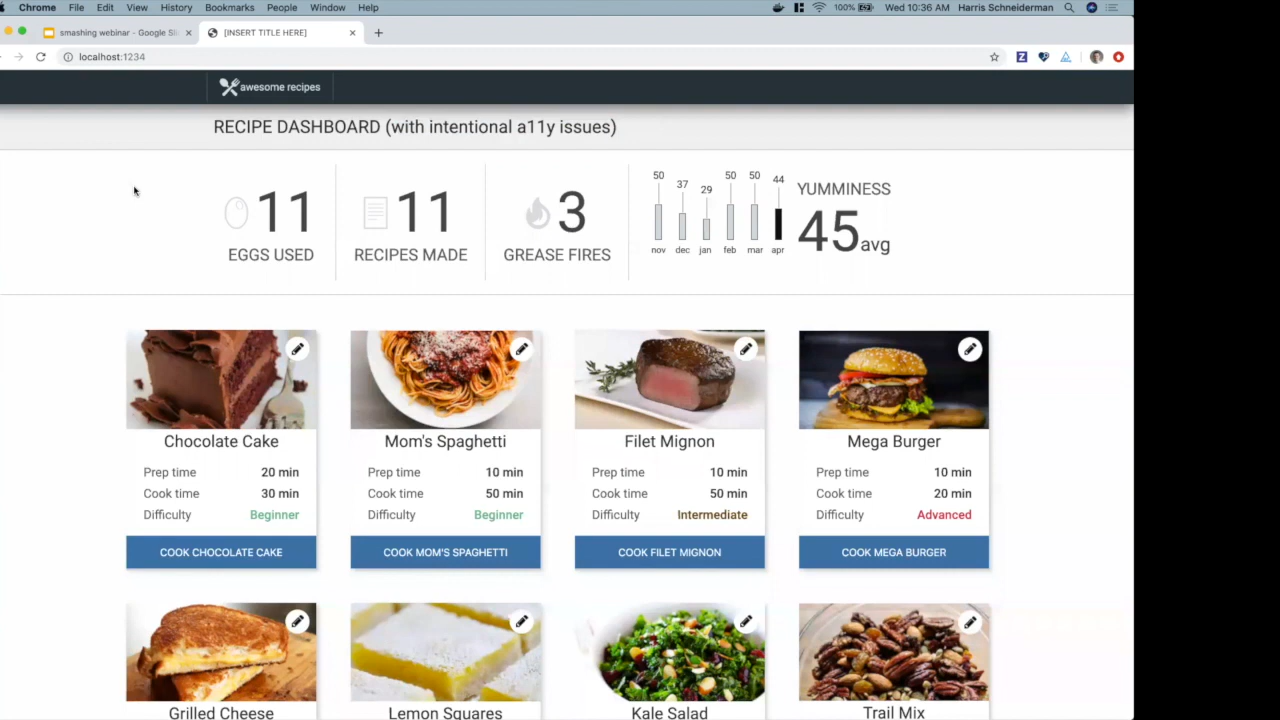 Chrome File Edit View History Bookmarks People Window Help 100% Wed 10:36 AM Harris Schneiderman
smashing webinar - Google Sli × [INSERT TITLE HERE] × +
localhost:1234
awesome recipes
RECIPE DASHBOARD (with intentional a11y issues)
11
EGGS USED
11
RECIPES MADE
3
GREASE FIRES
50 37 29 50 50 44
nov dec jan feb mar apr
YUMMINESS
45avg
Chocolate Cake
Prep time 20 min
Cook time 30 min
Difficulty Beginner
COOK CHOCOLATE CAKE
Mom's Spaghetti
Prep time 10 min
Cook time 50 min
Difficulty Beginner
COOK MOM'S SPAGHETTI
Filet Mignon
Prep time 10 min
Cook time 50 min
Difficulty Intermediate
COOK FILET MIGNON
Mega Burger
Prep time 10 min
Cook time 20 min
Difficulty Advanced
COOK MEGA BURGER
Grilled Cheese
Lemon Squares
Kale Salad
Trail Mix